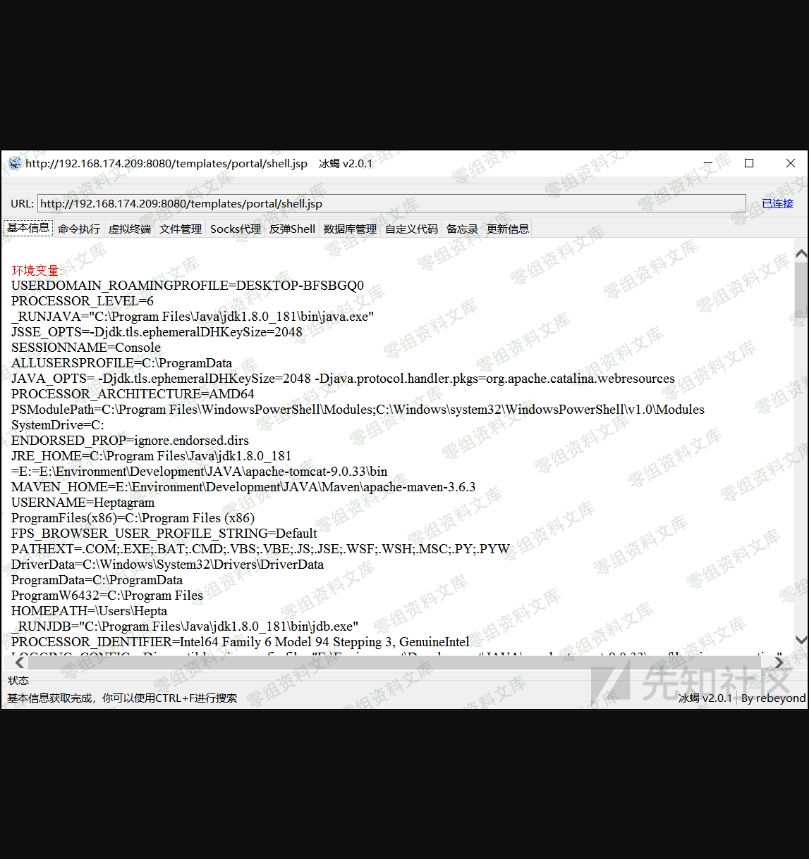 http://192.168.174.209:8080/templates/portal/shell.jsp 冰蝎 v2.0.1
URL: http://192.168.174.209:8080/templates/portal/shell.jsp 已连接
基本信息 命令执行 虚拟终端 文件管理 Socks代理 反弹Shell 数据库管理 自定义代码 备忘录 更新信息
环境变量:
USERDOMAIN_ROAMINGPROFILE=DESKTOP-BFSBGQ0
PROCESSOR_LEVEL=6
_RUNJAVA="C:\Program Files\Java\jdk1.8.0_181\bin\java.exe"
JSSE_OPTS=-Djdk.tls.ephemeralDHKeySize=2048
SESSIONNAME=Console
ALLUSERSPROFILE=C:\ProgramData
JAVA_OPTS= -Djdk.tls.ephemeralDHKeySize=2048 -Djava.protocol.handler.pkgs=org.apache.catalina.webresources
PROCESSOR_ARCHITECTURE=AMD64
PSModulePath=C:\Program Files\WindowsPowerShell\Modules;C:\Windows\system32\WindowsPowerShell\v1.0\Modules
SystemDrive=C:
ENDORSED_PROP=ignore.endorsed.dirs
JRE_HOME=C:\Program Files\Java\jdk1.8.0_181
=E:=E:\Environment\Development\JAVA\apache-tomcat-9.0.33\bin
MAVEN_HOME=E:\Environment\Development\JAVA\Maven\apache-maven-3.6.3
USERNAME=Heptagram
ProgramFiles(x86)=C:\Program Files (x86)
FPS_BROWSER_USER_PROFILE_STRING=Default
PATHEXT=.COM;.EXE;.BAT;.CMD;.VBS;.VBE;.JS;.JSE;.WSF;.WSH;.MSC;.PY;.PYW
DriverData=C:\Windows\System32\Drivers\DriverData
ProgramData=C:\ProgramData
ProgramW6432=C:\Program Files
HOMEPATH=\Users\Hepta
_RUNJDB="C:\Program Files\Java\jdk1.8.0_181\bin\jdb.exe"
PROCESSOR_IDENTIFIER=Intel64 Family 6 Model 94 Stepping 3, GenuineIntel
状态
基本信息获取完成，你可以使用CTRL+F进行搜索 冰蝎 v2.0.1 By rebeyond
先知社区
零组资料文库